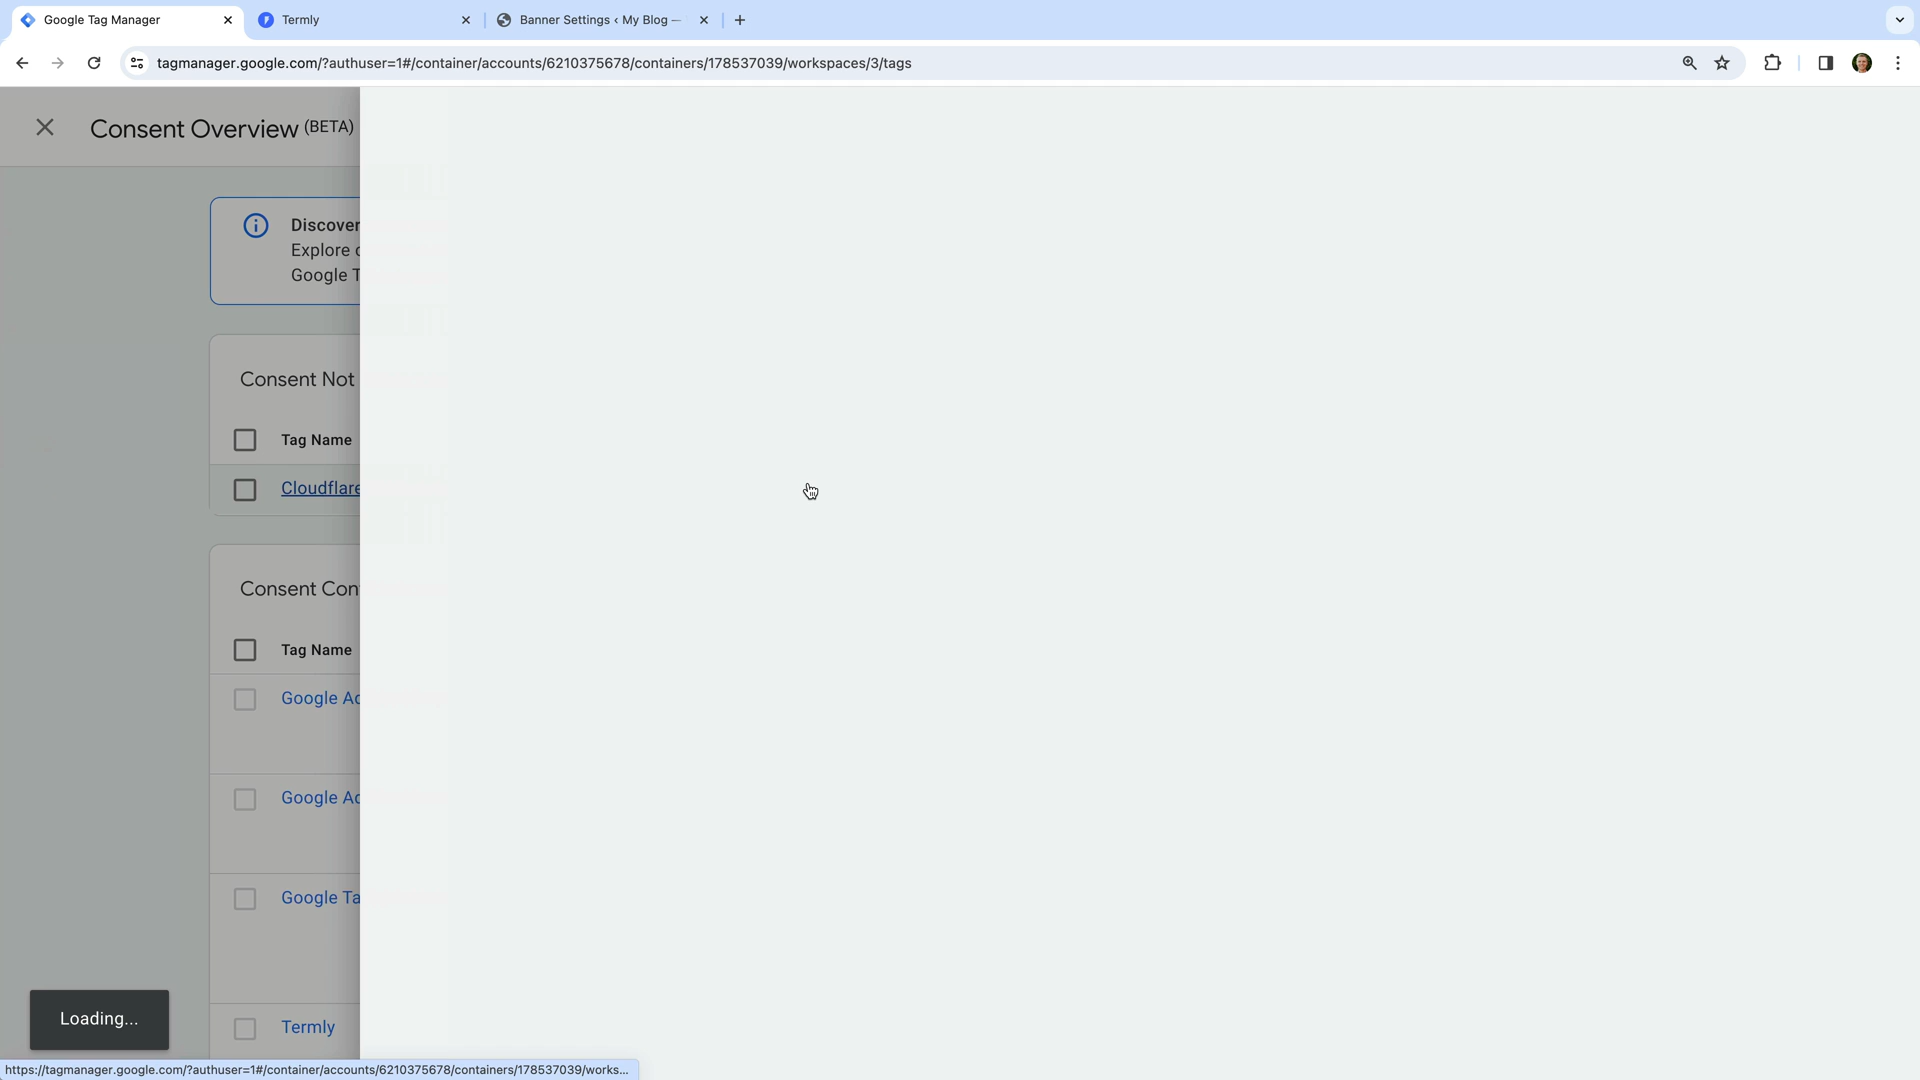 Google Tag Manager
Termly
Banner Settings ‹ My Blog —
tagmanager.google.com/?authuser=1#/container/accounts/6210375678/containers/178537039/workspaces/3/tags
Consent Overview (BETA)
Discover
Explore
Google T
Consent Not
Tag Name
Cloudflare
Consent Con
Tag Name
Google Ad
Google Ad
Google Ta
Termly
Loading...
https://tagmanager.google.com/?authuser=1#/container/accounts/6210375678/containers/178537039/works...